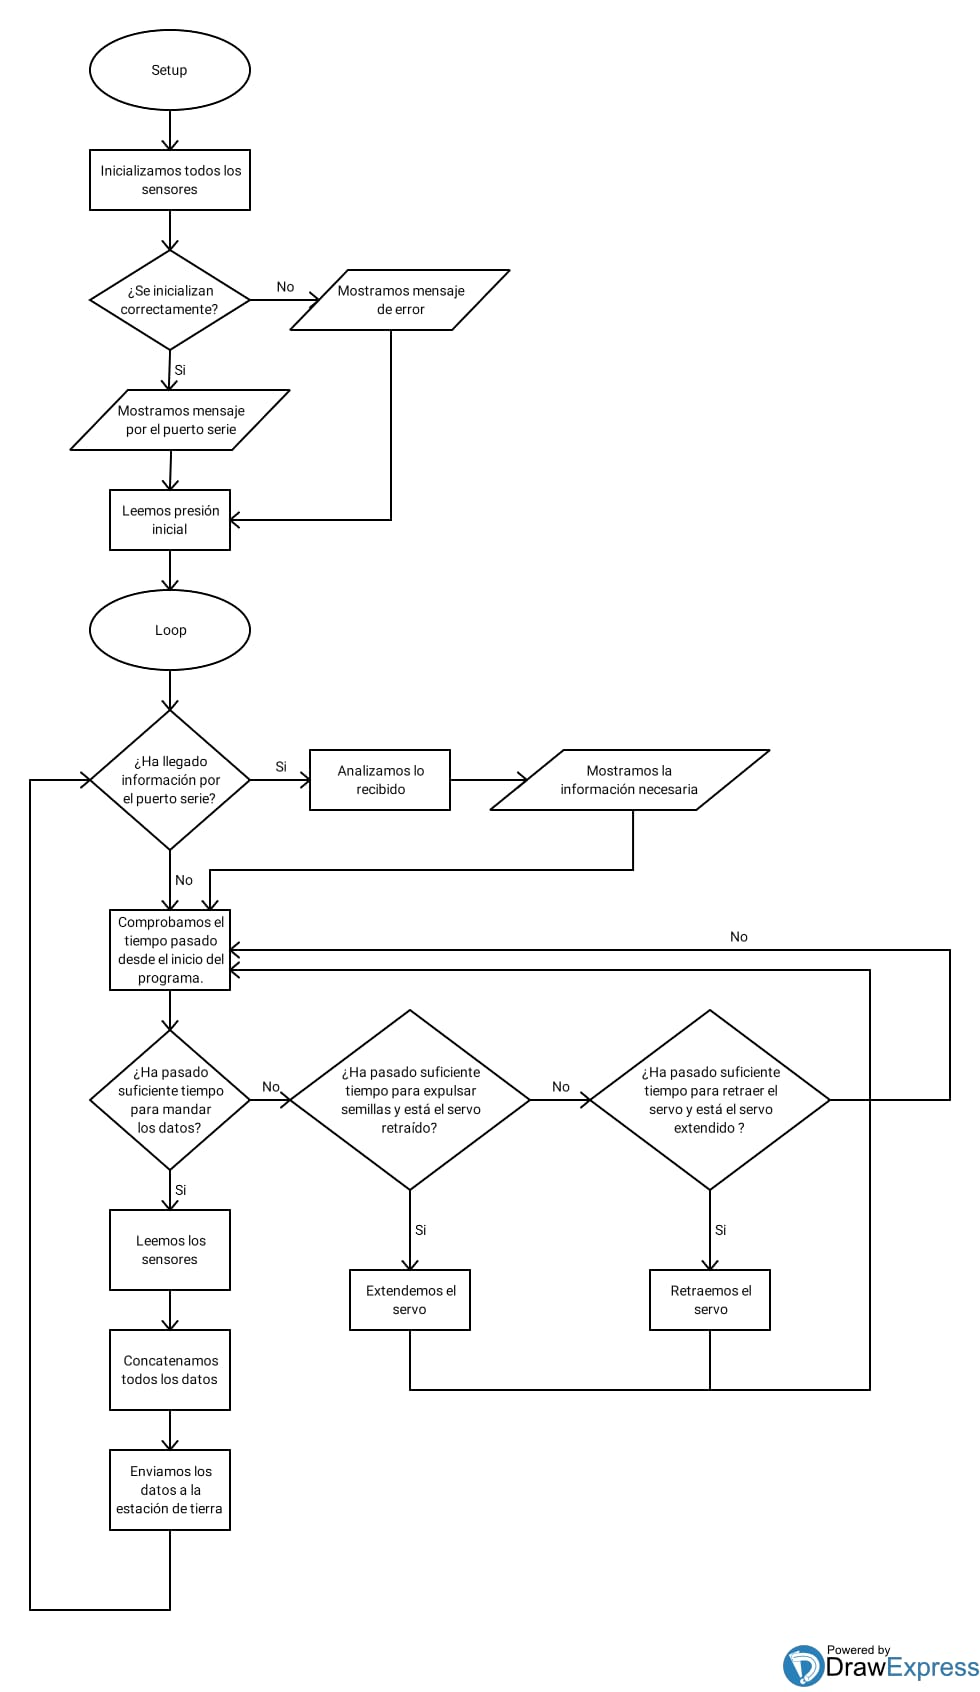 Setup
Inicializamos todos los
sensores
¿Se inicializan
correctamente?
No
Mostramos mensaje
de error
Si
Mostramos mensaje
por el puerto serie
Leemos presión
inicial
Loop
¿Ha llegado
información por
el puerto serie?
Si
Analizamos lo
recibido
Mostramos la
información necesaria
No
Comprobamos el
tiempo pasado
desde el inicio del
programa.
No
¿Ha pasado
suficiente tiempo
para mandar
los datos?
No
¿Ha pasado suficiente
tiempo para expulsar
semillas y está el servo
retraído?
No
¿Ha pasado suficiente
tiempo para retraer el
servo y está el servo
extendido ?
Si
Leemos los
sensores
Si
Extendemos el
servo
Si
Retraemos el
servo
Concatenamos
todos los datos
Enviamos los
datos a la
estación de tierra
Powered by
DrawExpress